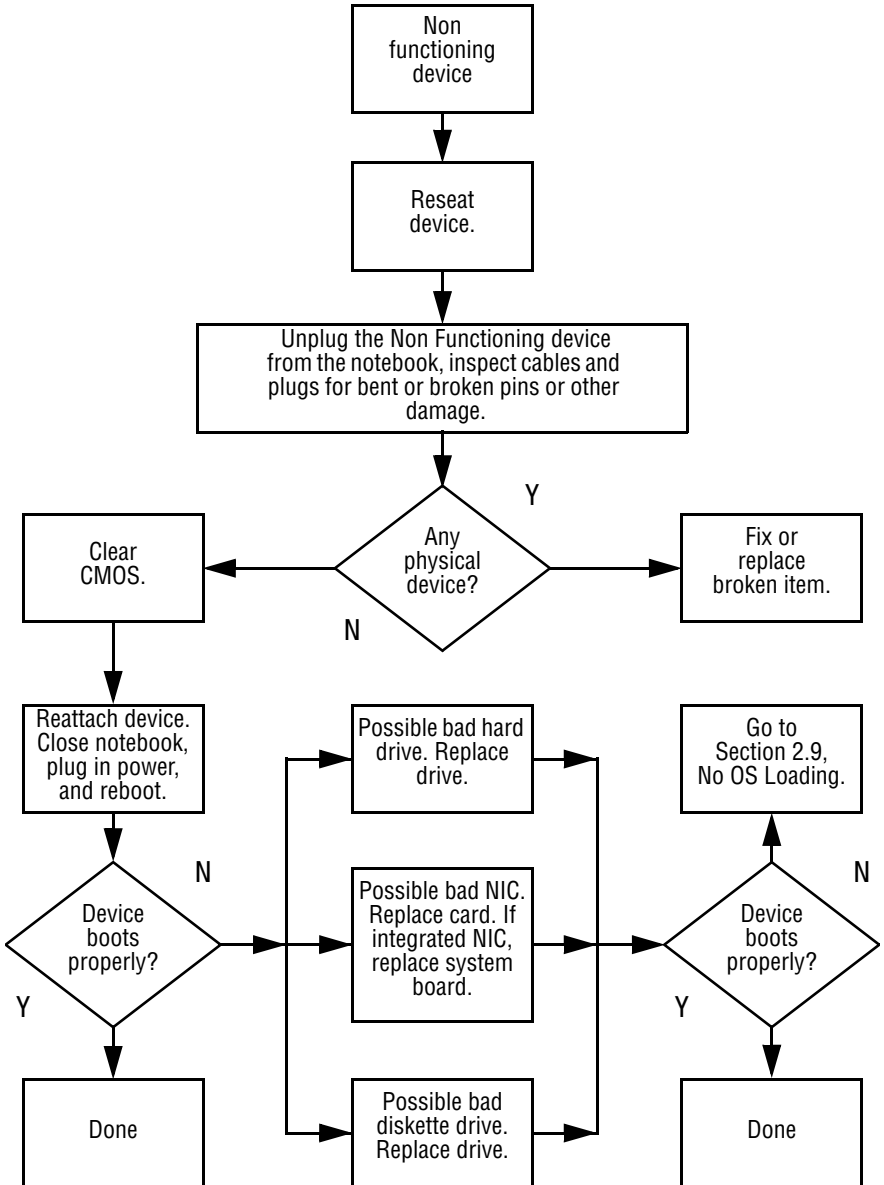 Non
functioning
device
Reseat
device.
Unplug the Non Functioning device
from the notebook, inspect cables and
plugs for bent or broken pins or other
damage.
Y
Any
physical
device?
N
Clear
CMOS.
Fix or
replace
broken item.
Reattach device.
Close notebook,
plug in power,
and reboot.
Possible bad hard
drive. Replace
drive.
Go to
Section 2.9,
No OS Loading.
N
Device
boots
properly?
Y
Possible bad NIC.
Replace card. If
integrated NIC,
replace system
board.
N
Device
boots
properly?
Y
Done
Possible bad
diskette drive.
Replace drive.
Done